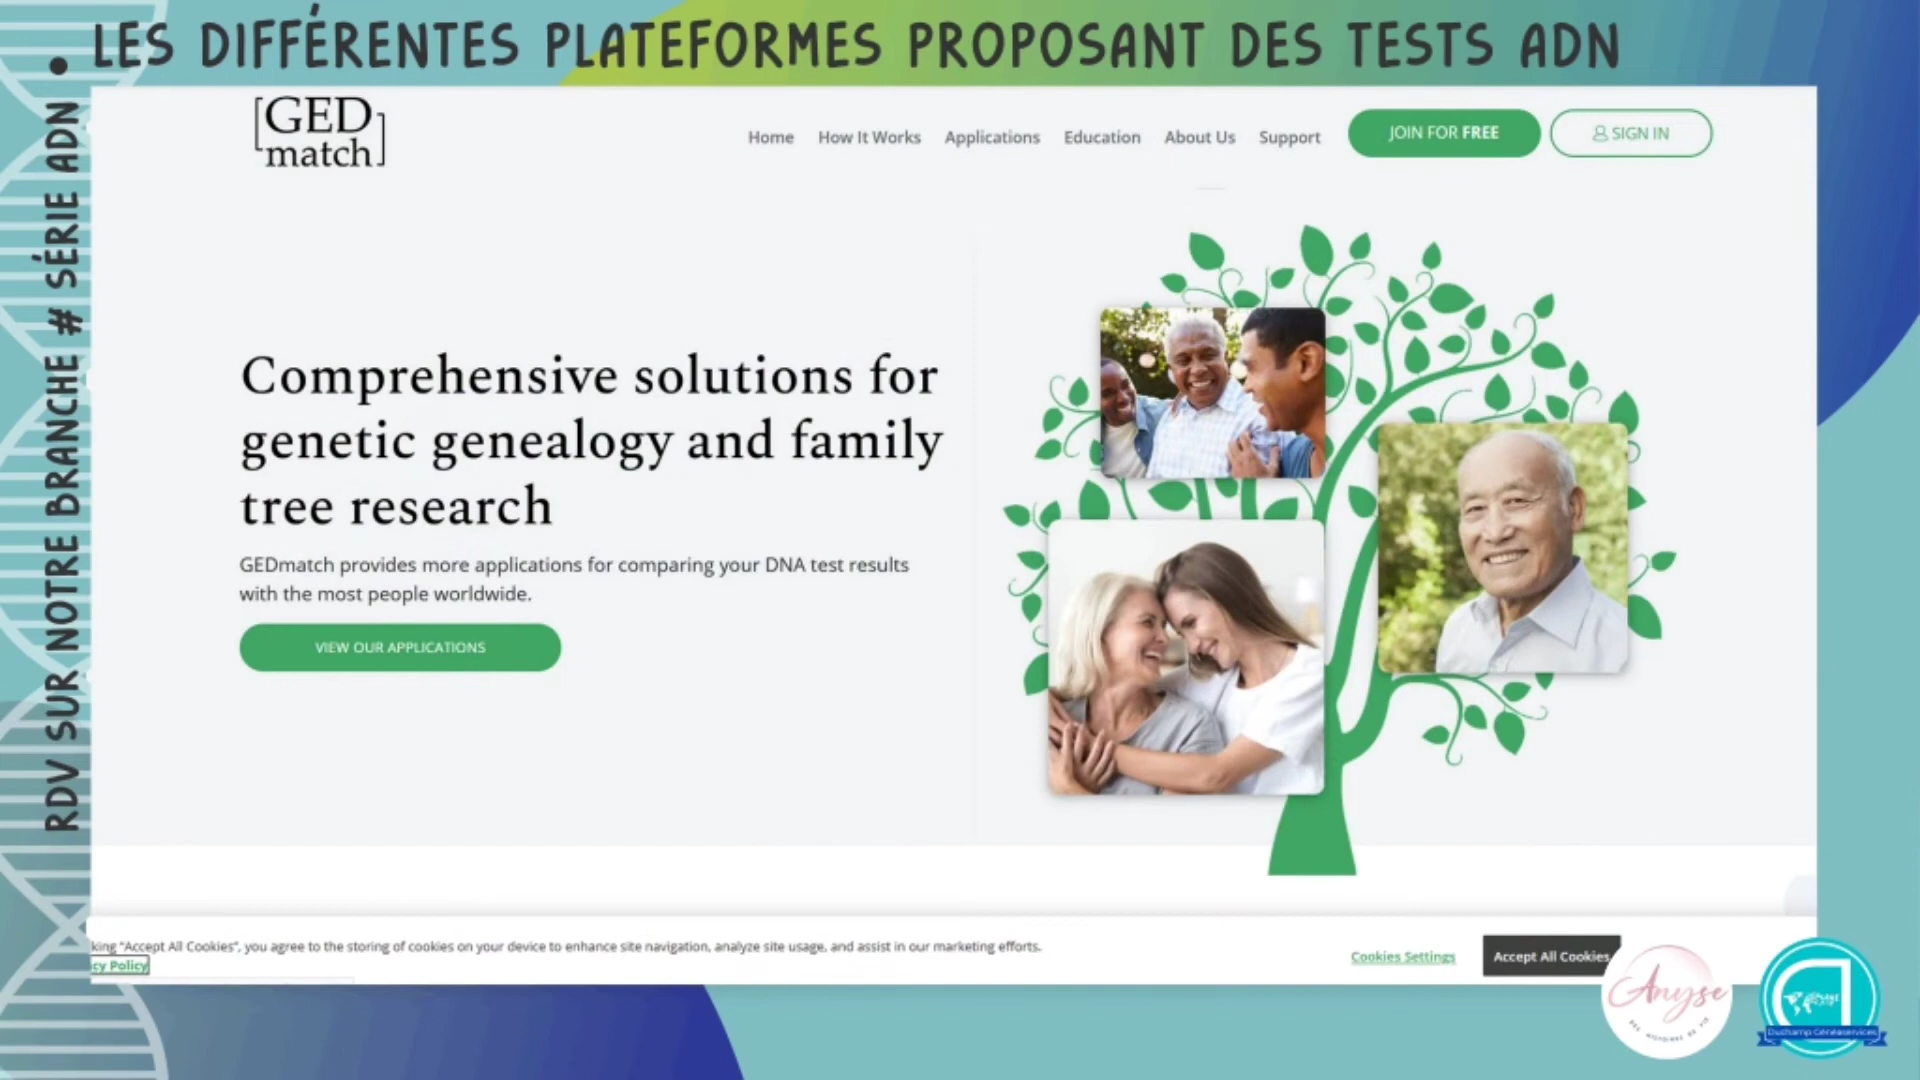 LES DIFFÉRENTES PLATEFORMES PROPOSANT DES TESTS ADN
RDV SUR NOTRE BRANCHE # SÉRIE ADN •
[GED
match]
Home How It Works Applications Education About Us Support JOIN FOR FREE SIGN IN
Comprehensive solutions for
genetic genealogy and family
tree research
GEDmatch provides more applications for comparing your DNA test results
with the most people worldwide.
VIEW OUR APPLICATIONS
king "Accept All Cookies", you agree to the storing of cookies on your device to enhance site navigation, analyze site usage, and assist in our marketing efforts.
cy Policy
Cookies Settings Accept All Cookies
Anyse
Duchamp Généaservices